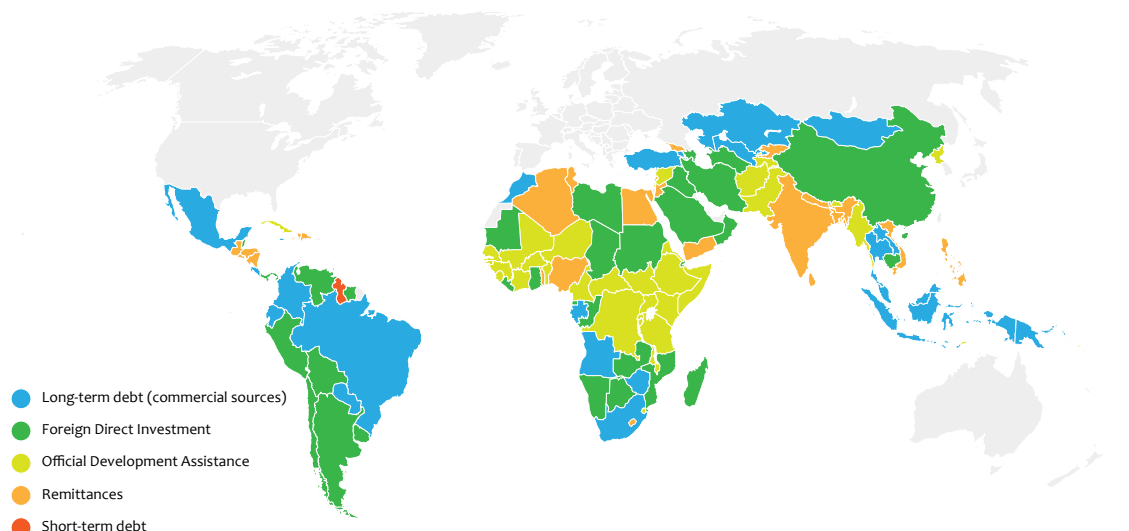 Long-term debt (commercial sources)
Foreign Direct Investment
Official Development Assistance
Remittances
Short-term debt